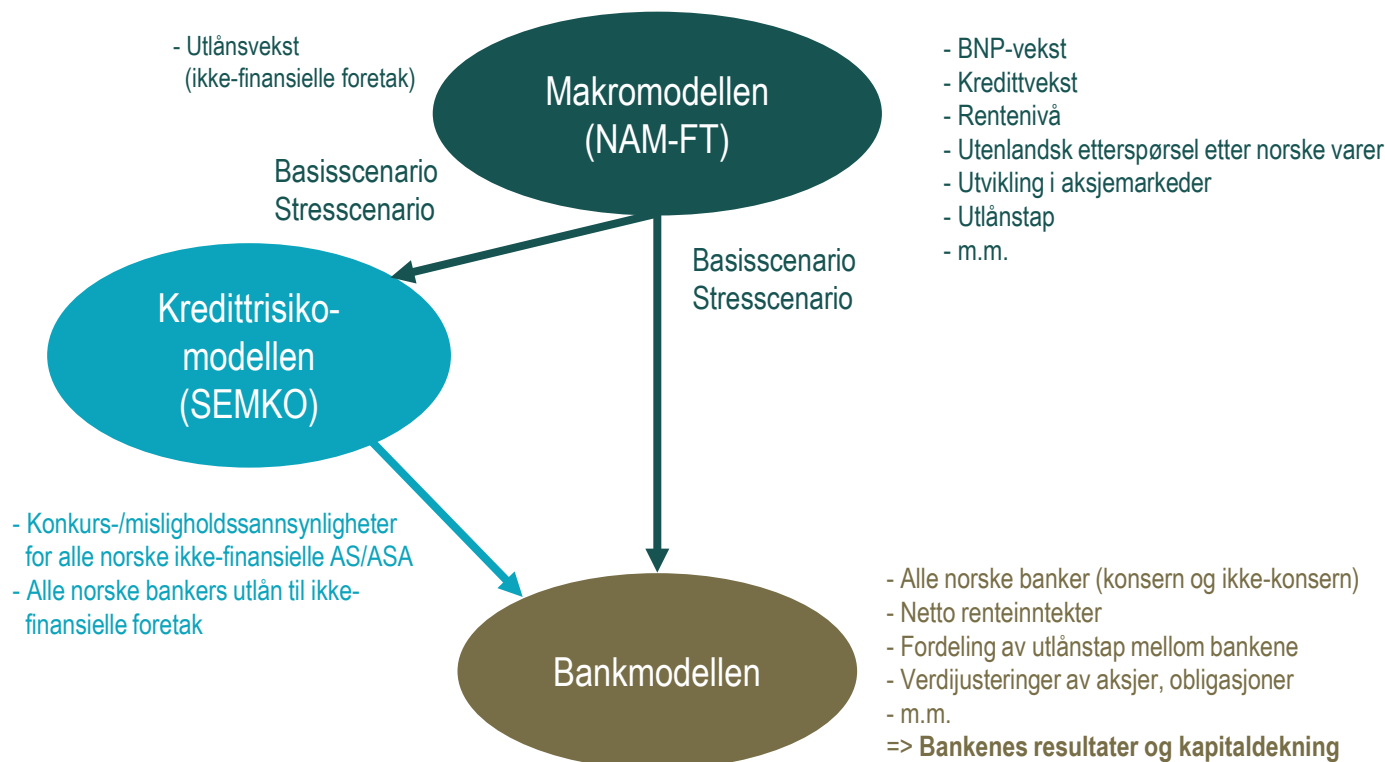 - Utlånsvekst
(ikke-finansielle foretak)
Makromodellen
(NAM-FT)
- BNP-vekst
- Kredittvekst
- Rentenivå
- Utenlandsk etterspørsel etter norske varer
- Utvikling i aksjemarkeder
- Utlånstap
- m.m.
Basisscenario
Stresscenario
Basisscenario
Stresscenario
Kredittrisiko-
modellen
(SEMKO)
- Konkurs-/misligholdssannsynligheter
for alle norske ikke-finansielle AS/ASA
- Alle norske bankers utlån til ikke-
finansielle foretak
Bankmodellen
- Alle norske banker (konsern og ikke-konsern)
- Netto renteinntekter
- Fordeling av utlånstap mellom bankene
- Verdijusteringer av aksjer, obligasjoner
- m.m.
=> Bankenes resultater og kapitaldekning